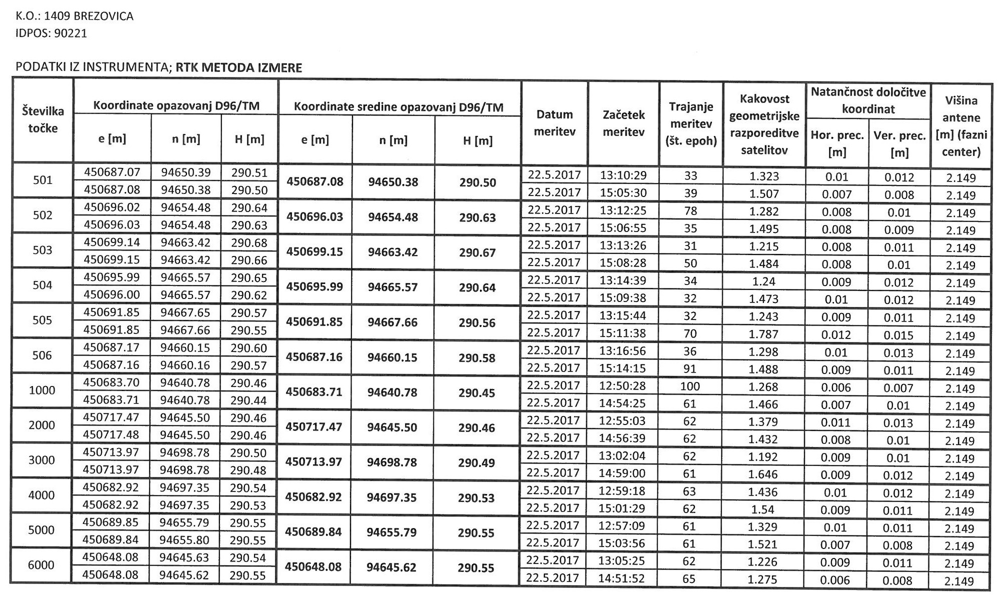 K.O.: 1409 BREZOVICA
IDPOS: 90221
PODATKI IZ INSTRUMENTA; RTK METODA IZMERE
Številka točke | Koordinate opazovanj D96/TM | Koordinate sredine opazovanj D96/TM | Datum meritev | Začetek meritev | Trajanje meritev (št. epoh) | Kakovost geometrijske razporeditve satelitov | Natančnost določitve koordinat | Višina antene [m] (fazni center)
e [m] | n [m] | H [m] | e [m] | n [m] | H [m] | Hor. prec. [m] | Ver. prec. [m]
501 | 450687.07 | 94650.39 | 290.51 | 450687.08 | 94650.38 | 290.50 | 22.5.2017 | 13:10:29 | 33 | 1.323 | 0.01 | 0.012 | 2.149
450687.08 | 94650.38 | 290.50 | 22.5.2017 | 15:05:30 | 39 | 1.507 | 0.007 | 0.008 | 2.149
502 | 450696.02 | 94654.48 | 290.64 | 450696.03 | 94654.48 | 290.63 | 22.5.2017 | 13:12:25 | 78 | 1.282 | 0.008 | 0.01 | 2.149
450696.03 | 94654.48 | 290.63 | 22.5.2017 | 15:06:55 | 35 | 1.495 | 0.008 | 0.009 | 2.149
503 | 450699.14 | 94663.42 | 290.68 | 450699.15 | 94663.42 | 290.67 | 22.5.2017 | 13:13:26 | 31 | 1.215 | 0.008 | 0.011 | 2.149
450699.15 | 94663.42 | 290.66 | 22.5.2017 | 15:08:28 | 50 | 1.484 | 0.008 | 0.01 | 2.149
504 | 450695.99 | 94665.57 | 290.65 | 450695.99 | 94665.57 | 290.64 | 22.5.2017 | 13:14:39 | 34 | 1.24 | 0.009 | 0.012 | 2.149
450696.00 | 94665.57 | 290.62 | 22.5.2017 | 15:09:38 | 32 | 1.473 | 0.01 | 0.012 | 2.149
505 | 450691.85 | 94667.65 | 290.57 | 450691.85 | 94667.66 | 290.56 | 22.5.2017 | 13:15:44 | 32 | 1.243 | 0.009 | 0.011 | 2.149
450691.85 | 94667.66 | 290.55 | 22.5.2017 | 15:11:38 | 70 | 1.787 | 0.012 | 0.015 | 2.149
506 | 450687.17 | 94660.15 | 290.60 | 450687.16 | 94660.15 | 290.58 | 22.5.2017 | 13:16:56 | 36 | 1.298 | 0.01 | 0.013 | 2.149
450687.16 | 94660.16 | 290.57 | 22.5.2017 | 15:14:15 | 91 | 1.488 | 0.009 | 0.011 | 2.149
1000 | 450683.70 | 94640.78 | 290.46 | 450683.71 | 94640.78 | 290.45 | 22.5.2017 | 12:50:28 | 100 | 1.268 | 0.006 | 0.007 | 2.149
450683.71 | 94640.78 | 290.44 | 22.5.2017 | 14:54:25 | 61 | 1.466 | 0.007 | 0.01 | 2.149
2000 | 450717.47 | 94645.50 | 290.46 | 450717.47 | 94645.50 | 290.46 | 22.5.2017 | 12:55:03 | 62 | 1.379 | 0.011 | 0.013 | 2.149
450717.48 | 94645.50 | 290.46 | 22.5.2017 | 14:56:39 | 62 | 1.432 | 0.008 | 0.01 | 2.149
3000 | 450713.97 | 94698.78 | 290.50 | 450713.97 | 94698.78 | 290.49 | 22.5.2017 | 13:02:04 | 62 | 1.192 | 0.009 | 0.01 | 2.149
450713.97 | 94698.78 | 290.48 | 22.5.2017 | 14:59:00 | 61 | 1.646 | 0.009 | 0.012 | 2.149
4000 | 450682.92 | 94697.35 | 290.54 | 450682.92 | 94697.35 | 290.53 | 22.5.2017 | 12:59:18 | 63 | 1.436 | 0.01 | 0.012 | 2.149
450682.92 | 94697.35 | 290.53 | 22.5.2017 | 15:01:29 | 62 | 1.54 | 0.009 | 0.011 | 2.149
5000 | 450689.85 | 94655.79 | 290.55 | 450689.84 | 94655.79 | 290.55 | 22.5.2017 | 12:57:09 | 61 | 1.329 | 0.01 | 0.011 | 2.149
450689.84 | 94655.80 | 290.55 | 22.5.2017 | 15:03:56 | 61 | 1.521 | 0.007 | 0.008 | 2.149
6000 | 450648.08 | 94645.63 | 290.54 | 450648.08 | 94645.62 | 290.55 | 22.5.2017 | 13:05:25 | 62 | 1.226 | 0.009 | 0.011 | 2.149
450648.08 | 94645.62 | 290.55 | 22.5.2017 | 14:51:52 | 65 | 1.275 | 0.006 | 0.008 | 2.149